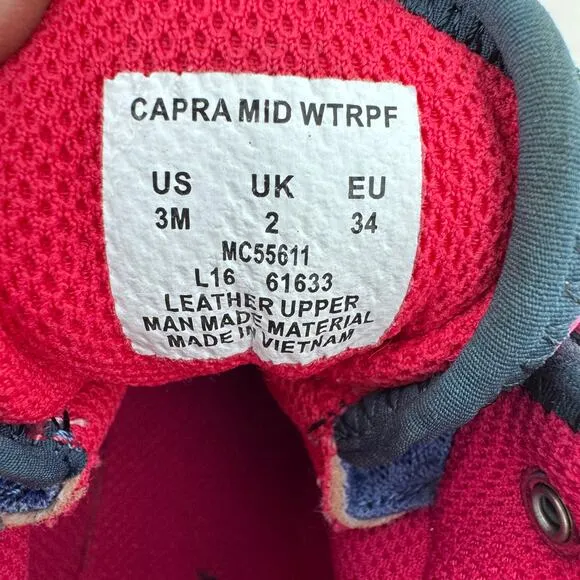 CAPRA MID WTRPF
US UK EU
3M 2 34
MC55611
L16 61633
LEATHER UPPER
MAN MADE MATERIAL
MADE IN VIETNAM